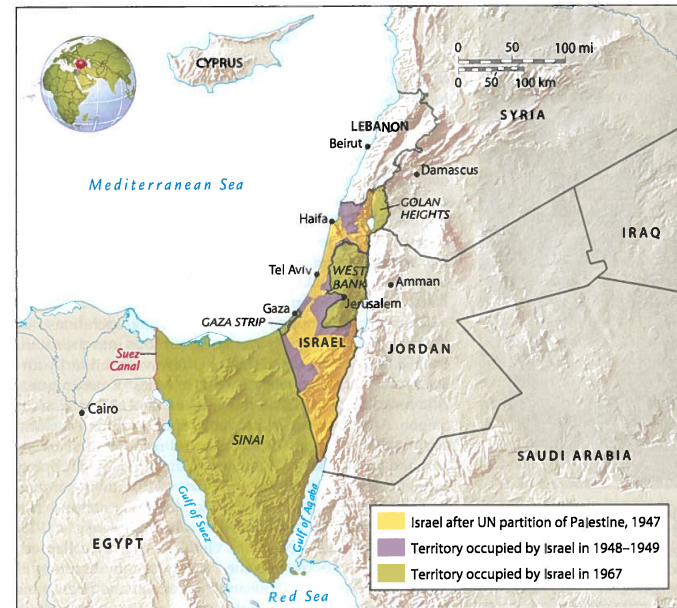 CYPRUS
0 50 100 mi
0 50 100 km
SYRIA
LEBANON
Beirut
Damascus
Mediterranean Sea
GOLAN
HEIGHTS
Haifa
IRAQ
Tel Aviv
WEST
BANK
Amman
Jerusalem
Gaza
GAZA STRIP
ISRAEL
JORDAN
Suez
Canal
Cairo
SINAI
SAUDI ARABIA
Gulf of Suez
Gulf of Aqaba
EGYPT
Red Sea
Israel after UN partition of Palestine, 1947
Territory occupied by Israel in 1948–1949
Territory occupied by Israel in 1967